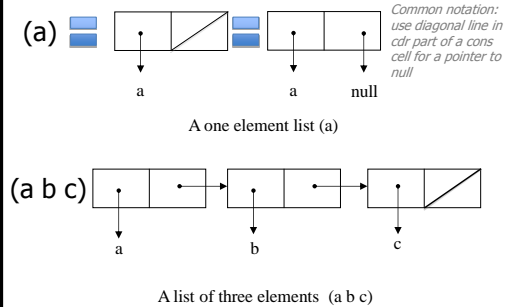 (a)
Common notation:
use diagonal line in
cdr part of a cons
cell for a pointer to
null
a
a
null
A one element list (a)
(a b c)
a
b
c
A list of three elements (a b c)